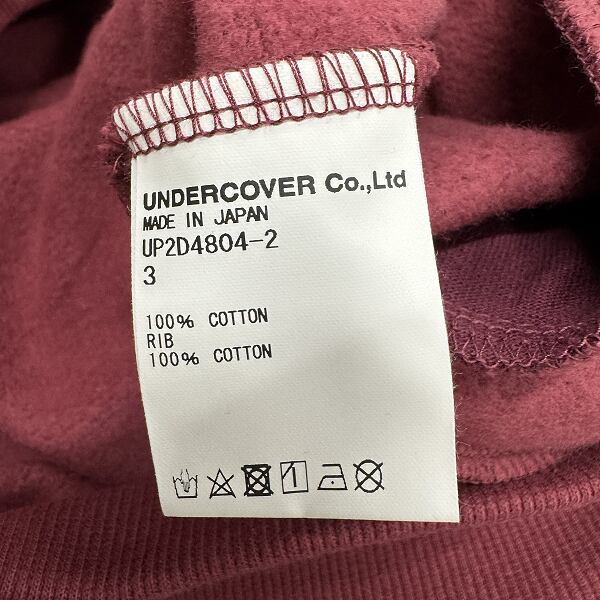 UNDERCOVER Co.,Ltd
MADE IN JAPAN
UP2D4804-2
3
100% COTTON
RIB
100% COTTON